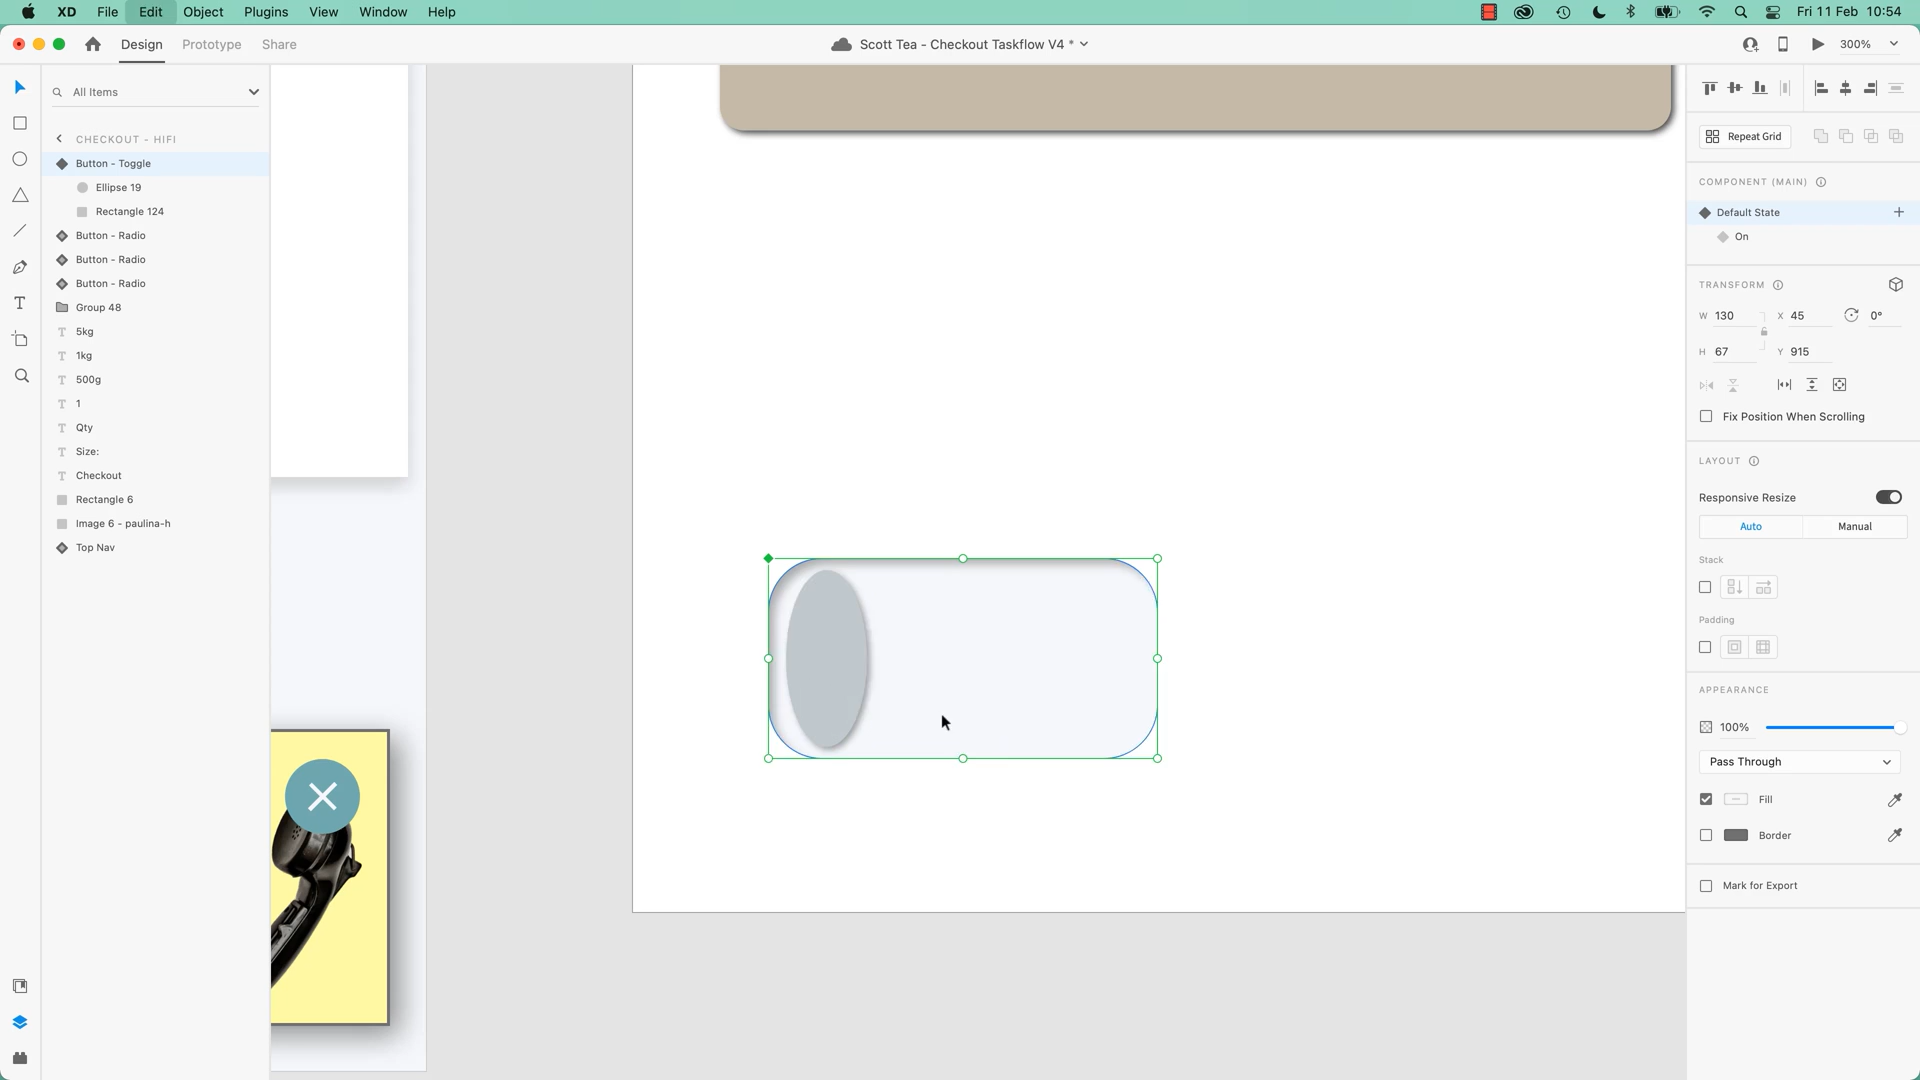 XD File Edit Object Plugins View Window Help
Fri 11 Feb 10:54
Design Prototype Share
Scott Tea - Checkout Taskflow V4 *
300%
All Items
CHECKOUT - HIFI
Button - Toggle
Ellipse 19
Rectangle 124
Button - Radio
Button - Radio
Button - Radio
Group 48
5kg
1kg
500g
1
Qty
Size:
Checkout
Rectangle 6
Image 6 - paulina-h
Top Nav
Repeat Grid
COMPONENT (MAIN)
Default State
On
TRANSFORM
W 130 X 45 0°
H 67 Y 915
Fix Position When Scrolling
LAYOUT
Responsive Resize
Auto Manual
Stack
Padding
APPEARANCE
100%
Pass Through
Fill
Border
Mark for Export